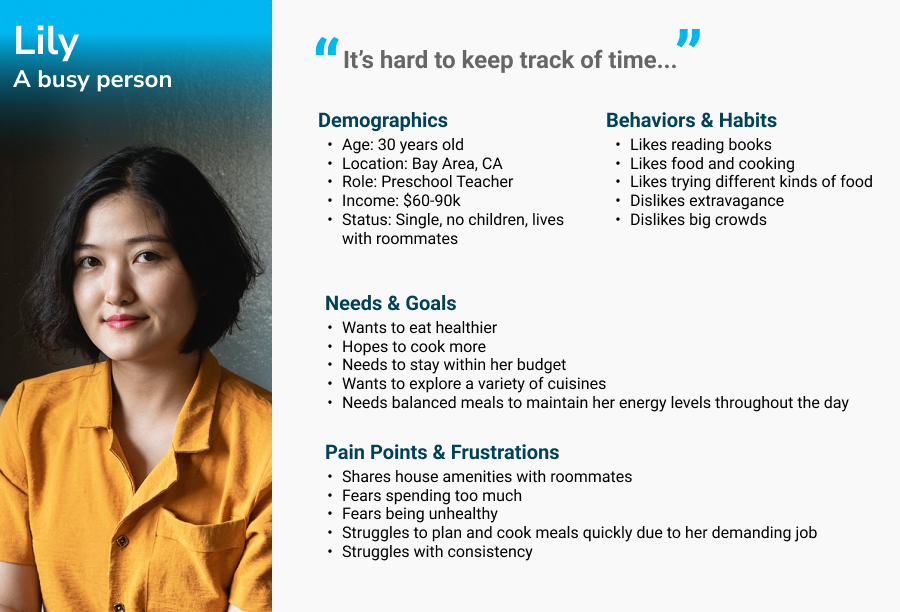 Lily
A busy person
“It’s hard to keep track of time...”
Demographics
• Age: 30 years old
• Location: Bay Area, CA
• Role: Preschool Teacher
• Income: $60-90k
• Status: Single, no children, lives
with roommates
Behaviors & Habits
• Likes reading books
• Likes food and cooking
• Likes trying different kinds of food
• Dislikes extravagance
• Dislikes big crowds
Needs & Goals
• Wants to eat healthier
• Hopes to cook more
• Needs to stay within her budget
• Wants to explore a variety of cuisines
• Needs balanced meals to maintain her energy levels throughout the day
Pain Points & Frustrations
• Shares house amenities with roommates
• Fears spending too much
• Fears being unhealthy
• Struggles to plan and cook meals quickly due to her demanding job
• Struggles with consistency